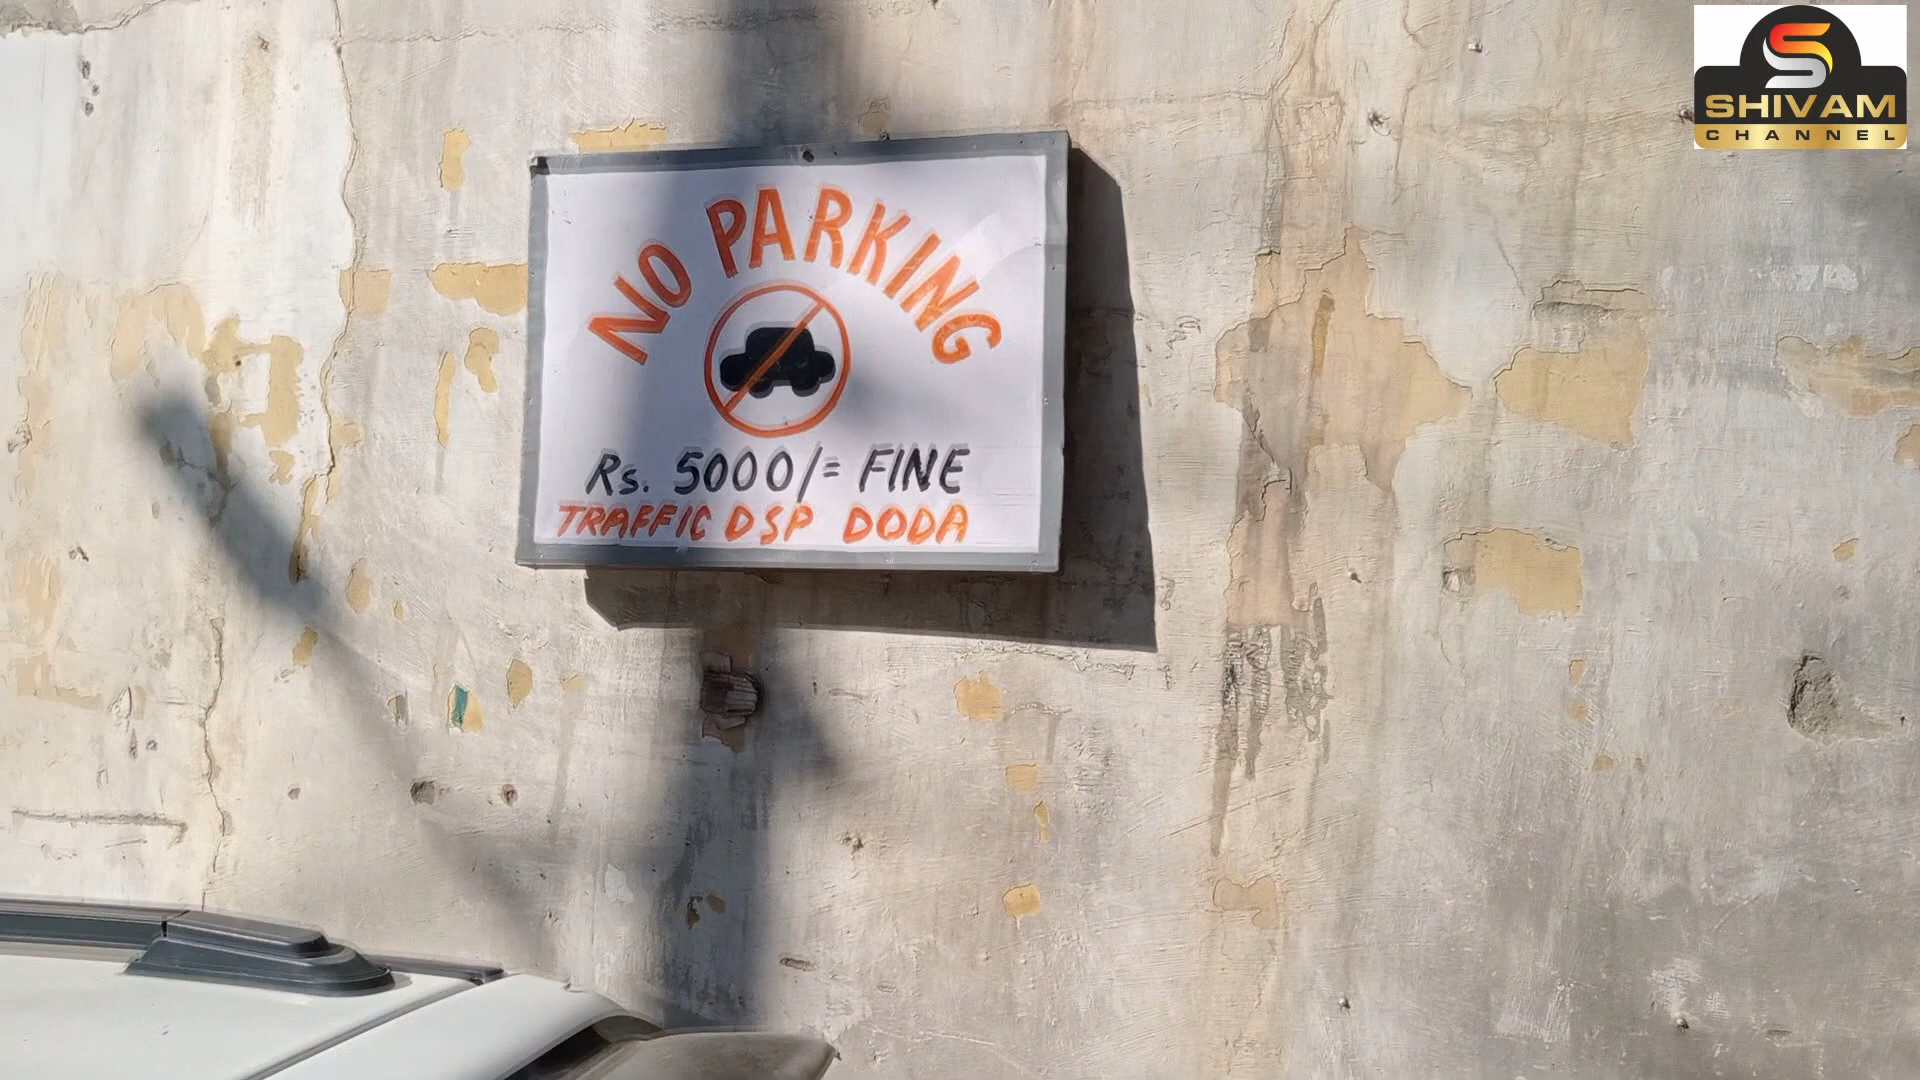 NO PARKING
Rs. 5000/= FINE
TRAFFIC DSP DODA
S
SHIVAM
CHANNEL